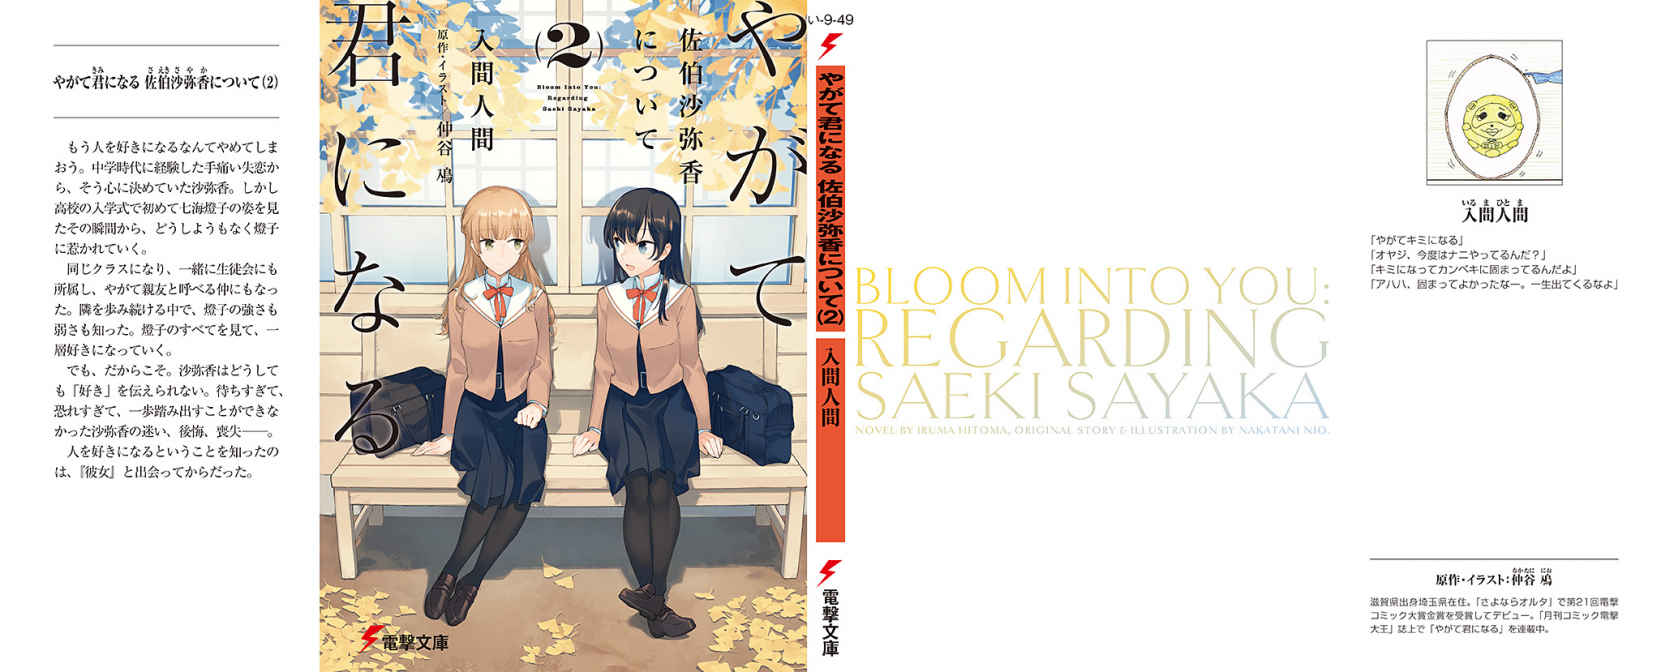 やがて君になる 佐伯沙弥香について(2)
もう人を好きになるなんてやめてしま
おう。中学時代に経験した手痛い失恋か
ら、そう心に決めていた沙弥香。しかし
高校の入学式で初めて七海燈子の姿を見
たその瞬間から、どうしようもなく燈子
に惹かれていく。
同じクラスになり、一緒に生徒会にも
所属し、やがて親友と呼べる仲にもなっ
た。隣を歩み続ける中で、燈子の強さも
弱さも知った。燈子のすべてを見て、一
層好きになっていく。
でも、だからこそ。沙弥香はどうして
も「好き」を伝えられない。待ちすぎて、
恐れすぎて、一歩踏み出すことができな
かった沙弥香の迷い、後悔、喪失──。
人を好きになるということを知ったの
は、『彼女』と出会ってからだった。
やがて
君になる
佐伯沙弥香
について
(2)
Bloom Into You:
Regarding
Saeki Sayaka
入間人間
原作・イラスト 仲谷 鳰
電撃文庫
い-9-49
やがて君になる 佐伯沙弥香について(2)
入間人間
電撃文庫
BLOOM INTO YOU:
REGARDING
SAEKI SAYAKA
NOVEL BY IRUMA HITOMA, ORIGINAL STORY & ILLUSTRATION BY NAKATANI NIO.
入間人間
「やがてキミになる」
「オヤジ、今度はナニやってるんだ？」
「キミになってカンペキに固まってるんだよ」
「アハハ、固まってよかったなー。一生出てくるなよ」
原作・イラスト：仲谷 鳰
滋賀県出身埼玉県在住。「さよならオルタ」で第21回電撃
コミック大賞金賞を受賞してデビュー。「月刊コミック電撃
大王」誌上で「やがて君になる」を連載中。